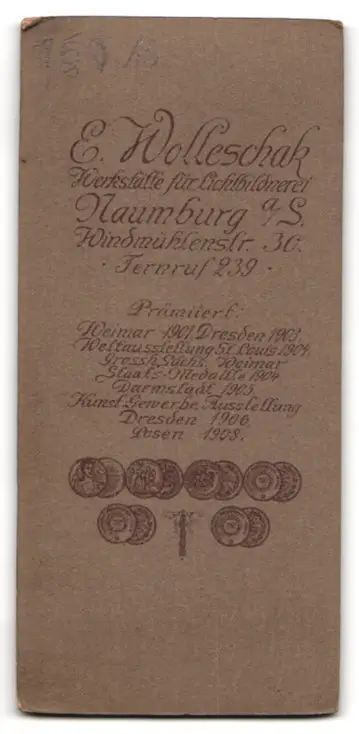 E. Wolleschak
Werkstätte für Lichtbildnerei
Naumburg a/S.
Windmühlenstr. 30.
· Fernruf 239 ·
Prämiiert:
Weimar 1901, Dresden 1903,
Weltausstellung St. Louis 1904,
Grossh. Sächs. Weimar
Staats-Medaille 1904
Darmstadt 1905,
Kunst Gewerbe Ausstellung
Dresden 1906,
Posen 1908.